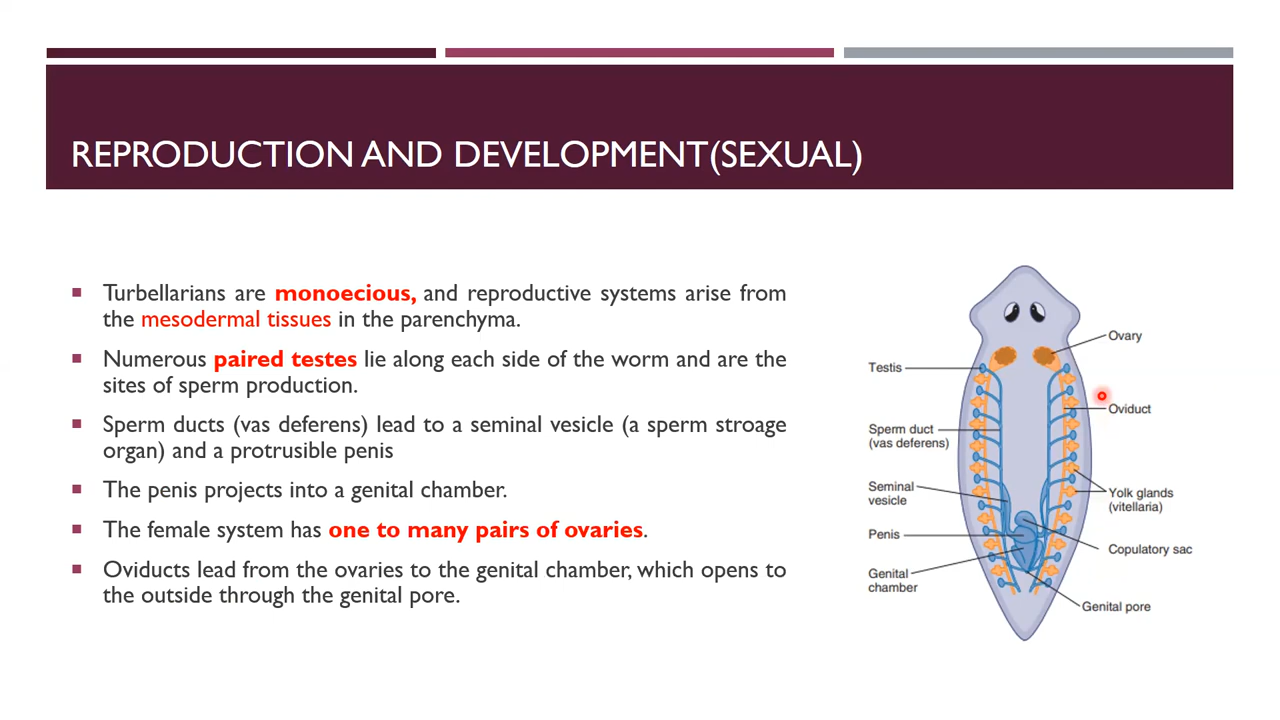 REPRODUCTION AND DEVELOPMENT(SEXUAL)
Turbellarians are monoecious, and reproductive systems arise from
the mesodermal tissues in the parenchyma.
Numerous paired testes lie along each side of the worm and are the
sites of sperm production.
Sperm ducts (vas deferens) lead to a seminal vesicle (a sperm stroage
organ) and a protrusible penis
The penis projects into a genital chamber.
The female system has one to many pairs of ovaries.
Oviducts lead from the ovaries to the genital chamber, which opens to
the outside through the genital pore.
Testis
Sperm duct
(vas deferens)
Seminal
vesicle
Penis
Genital
chamber
Ovary
Oviduct
Yolk glands
(vitellaria)
Copulatory sac
Genital pore